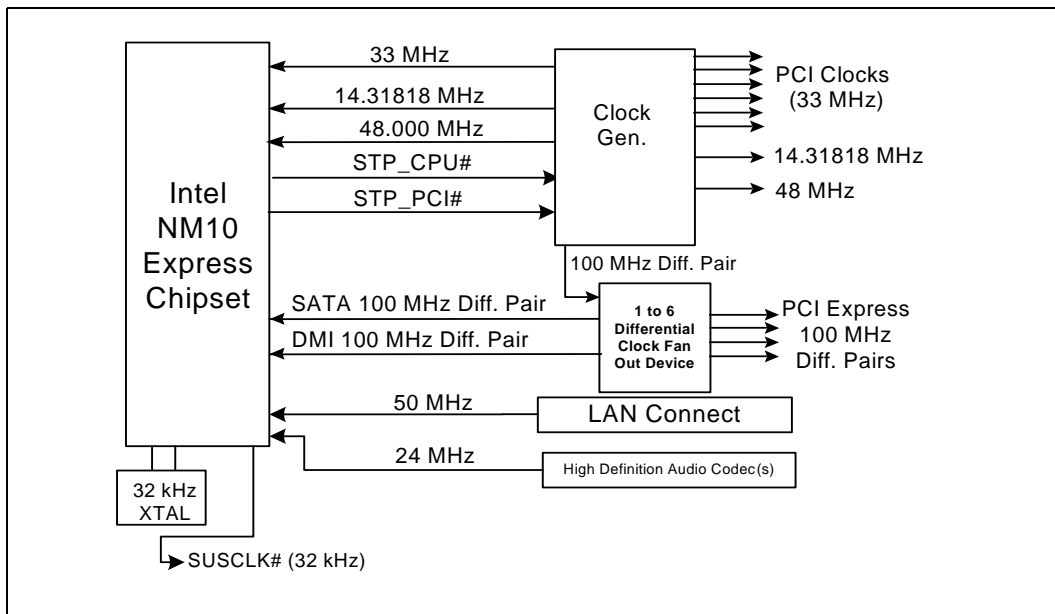 33 MHz
14.31818 MHz
48.000 MHz
STP_CPU#
STP_PCI#
Intel
NM10
Express
Chipset
Clock
Gen.
PCI Clocks
(33 MHz)
14.31818 MHz
48 MHz
100 MHz Diff. Pair
SATA 100 MHz Diff. Pair
DMI 100 MHz Diff. Pair
1 to 6
Differential
Clock Fan
Out Device
PCI Express
100 MHz
Diff. Pairs
50 MHz
LAN Connect
24 MHz
High Definition Audio Codec(s)
32 kHz
XTAL
SUSCLK# (32 kHz)